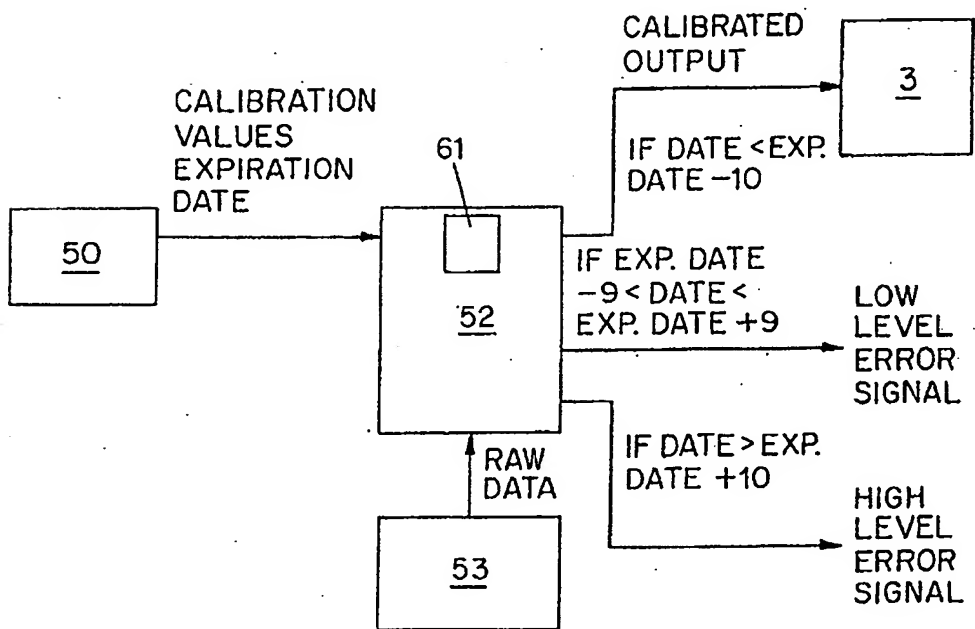 CALIBRATED
OUTPUT
3
CALIBRATION
VALUES
EXPIRATION
DATE
61
IF DATE < EXP.
DATE -10
50
52
IF EXP. DATE
-9 < DATE <
EXP. DATE +9
LOW
LEVEL
ERROR
SIGNAL
RAW
DATA
IF DATE > EXP.
DATE +10
53
HIGH
LEVEL
ERROR
SIGNAL